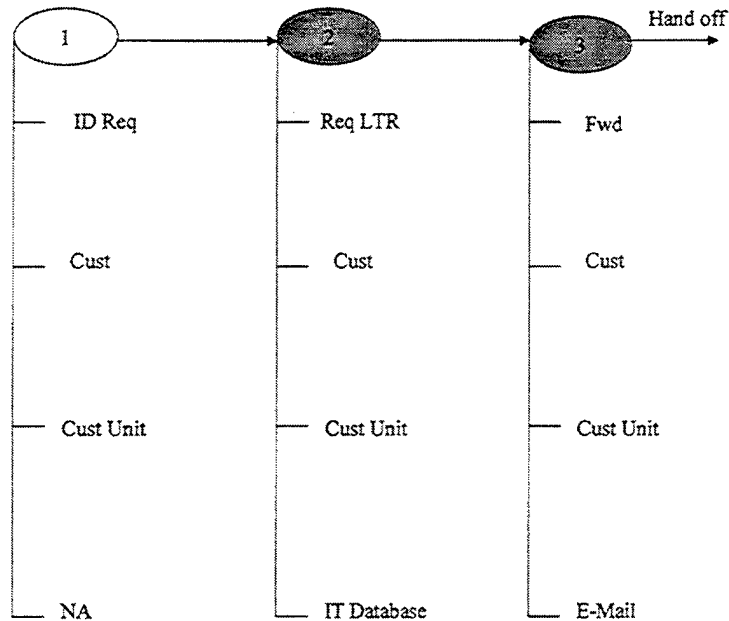 Hand off
1 2 3
ID Req Req LTR Fwd
Cust Cust Cust
Cust Unit Cust Unit Cust Unit
NA IT Database E-Mail